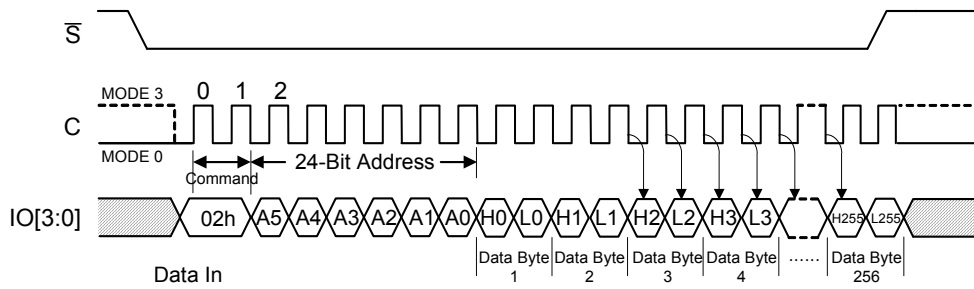 S
MODE 3
0 1 2
C
MODE 0
Command
24-Bit Address
IO[3:0]
02h A5 A4 A3 A2 A1 A0 H0 L0 H1 L1 H2 L2 H3 L3 H255 L255
Data Byte 1
Data Byte 2
Data Byte 3
Data Byte 4
......
Data Byte 256
Data In